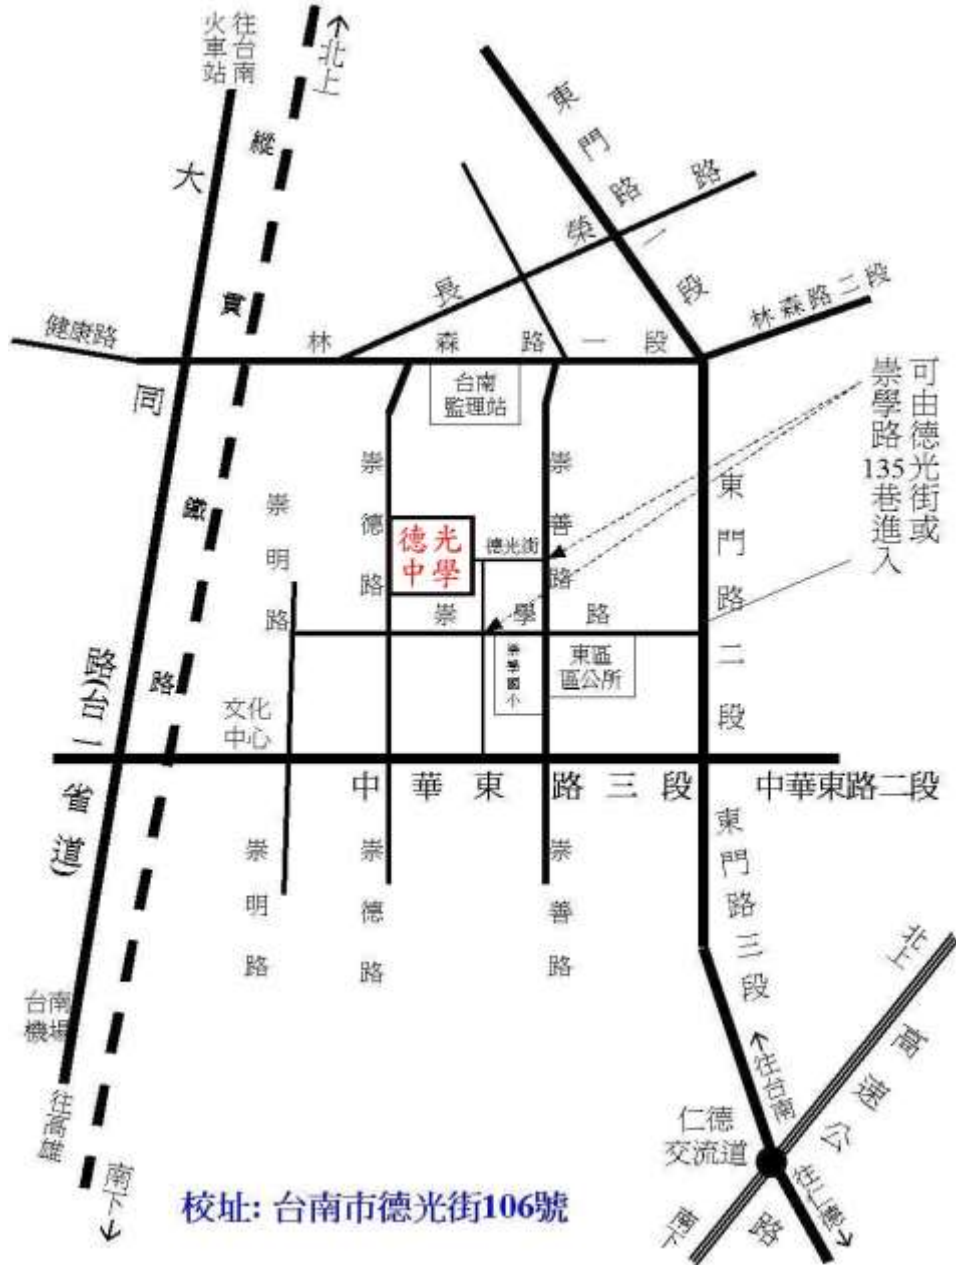 往台南
火車站
北上
縱貫鐵路
大同路(台一省道)
東門路一段
長榮路
林森路二段
健康路
林森路一段
台南
監理站
可由德光街或
崇學路
135
巷進入
崇德路
崇善路
崇明路
東門路二段
德光
中學
德光街
崇學路
東區
區公所
文化
中心
中華東路三段
中華東路二段
崇明路
崇德路
崇善路
東門路三段
北上
高速公路
台南
機場
往台南
往高雄
仁德
交流道
往仁德
南下
南下
校址: 台南市德光街106號